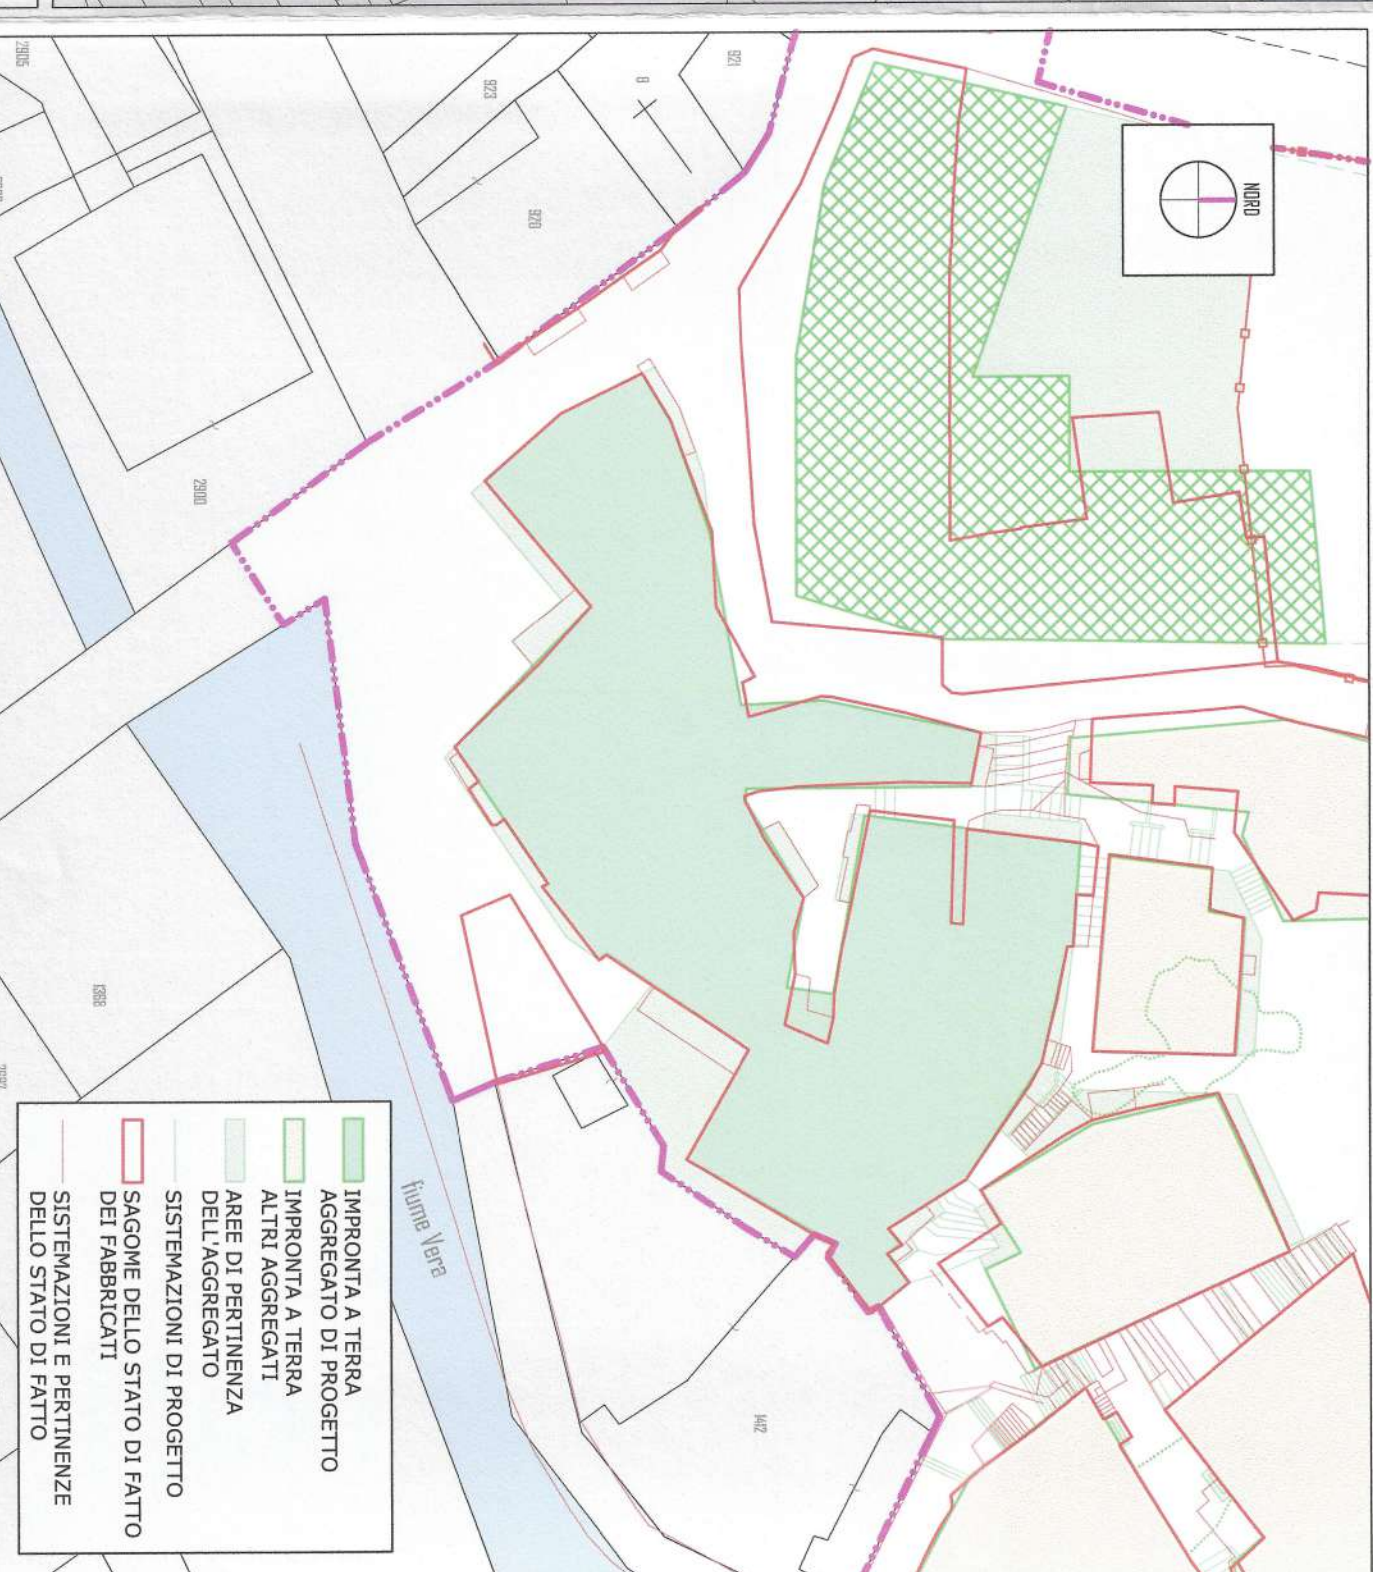 NORD
2905
923
8
921
920
2900
1368
1412
fiume Vera
IMPRONTA A TERRA
AGGREGATO DI PROGETTO
IMPRONTA A TERRA
ALTRI AGGREGATI
AREE DI PERTINENZA
DELL'AGGREGATO
SISTEMAZIONI DI PROGETTO
SAGOME DELLO STATO DI FATTO
DEI FABBRICATI
SISTEMAZIONI E PERTINENZE
DELLO STATO DI FATTO